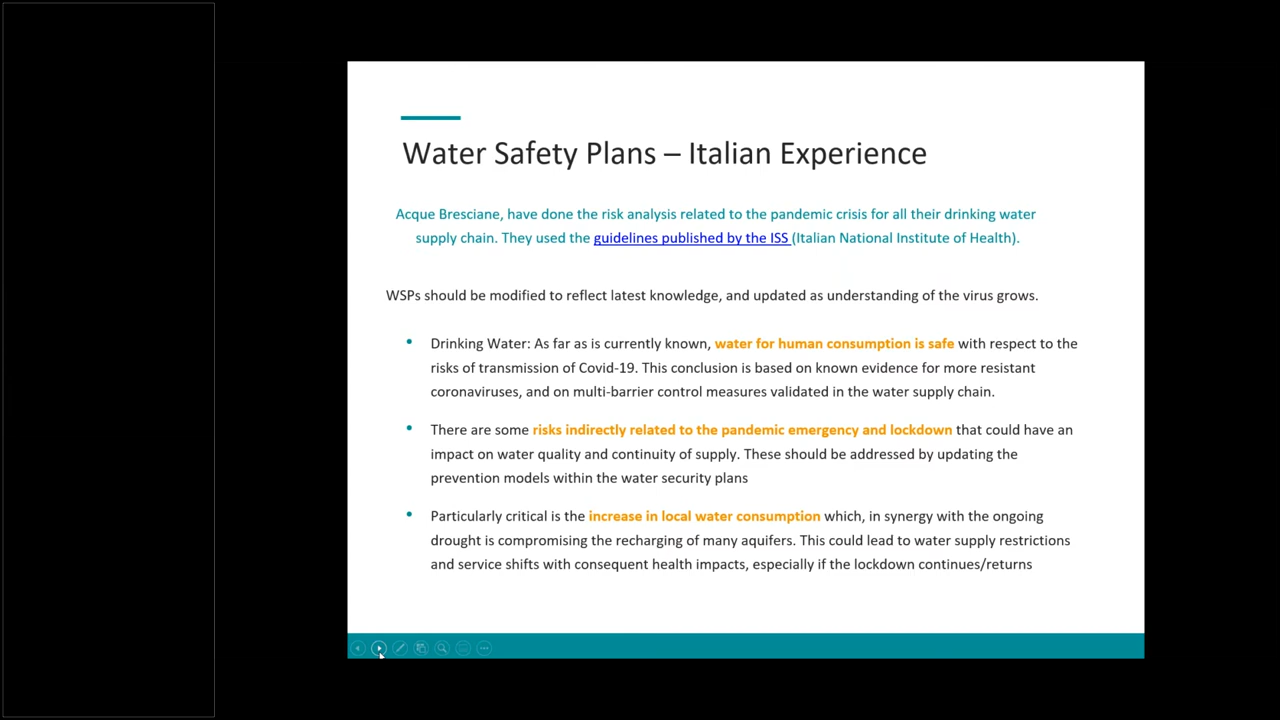 Water Safety Plans – Italian Experience
Acque Bresciane, have done the risk analysis related to the pandemic crisis for all their drinking water
supply chain. They used the guidelines published by the ISS (Italian National Institute of Health).
WSPs should be modified to reflect latest knowledge, and updated as understanding of the virus grows.
• Drinking Water: As far as is currently known, water for human consumption is safe with respect to the
risks of transmission of Covid-19. This conclusion is based on known evidence for more resistant
coronaviruses, and on multi-barrier control measures validated in the water supply chain.
• There are some risks indirectly related to the pandemic emergency and lockdown that could have an
impact on water quality and continuity of supply. These should be addressed by updating the
prevention models within the water security plans
• Particularly critical is the increase in local water consumption which, in synergy with the ongoing
drought is compromising the recharging of many aquifers. This could lead to water supply restrictions
and service shifts with consequent health impacts, especially if the lockdown continues/returns